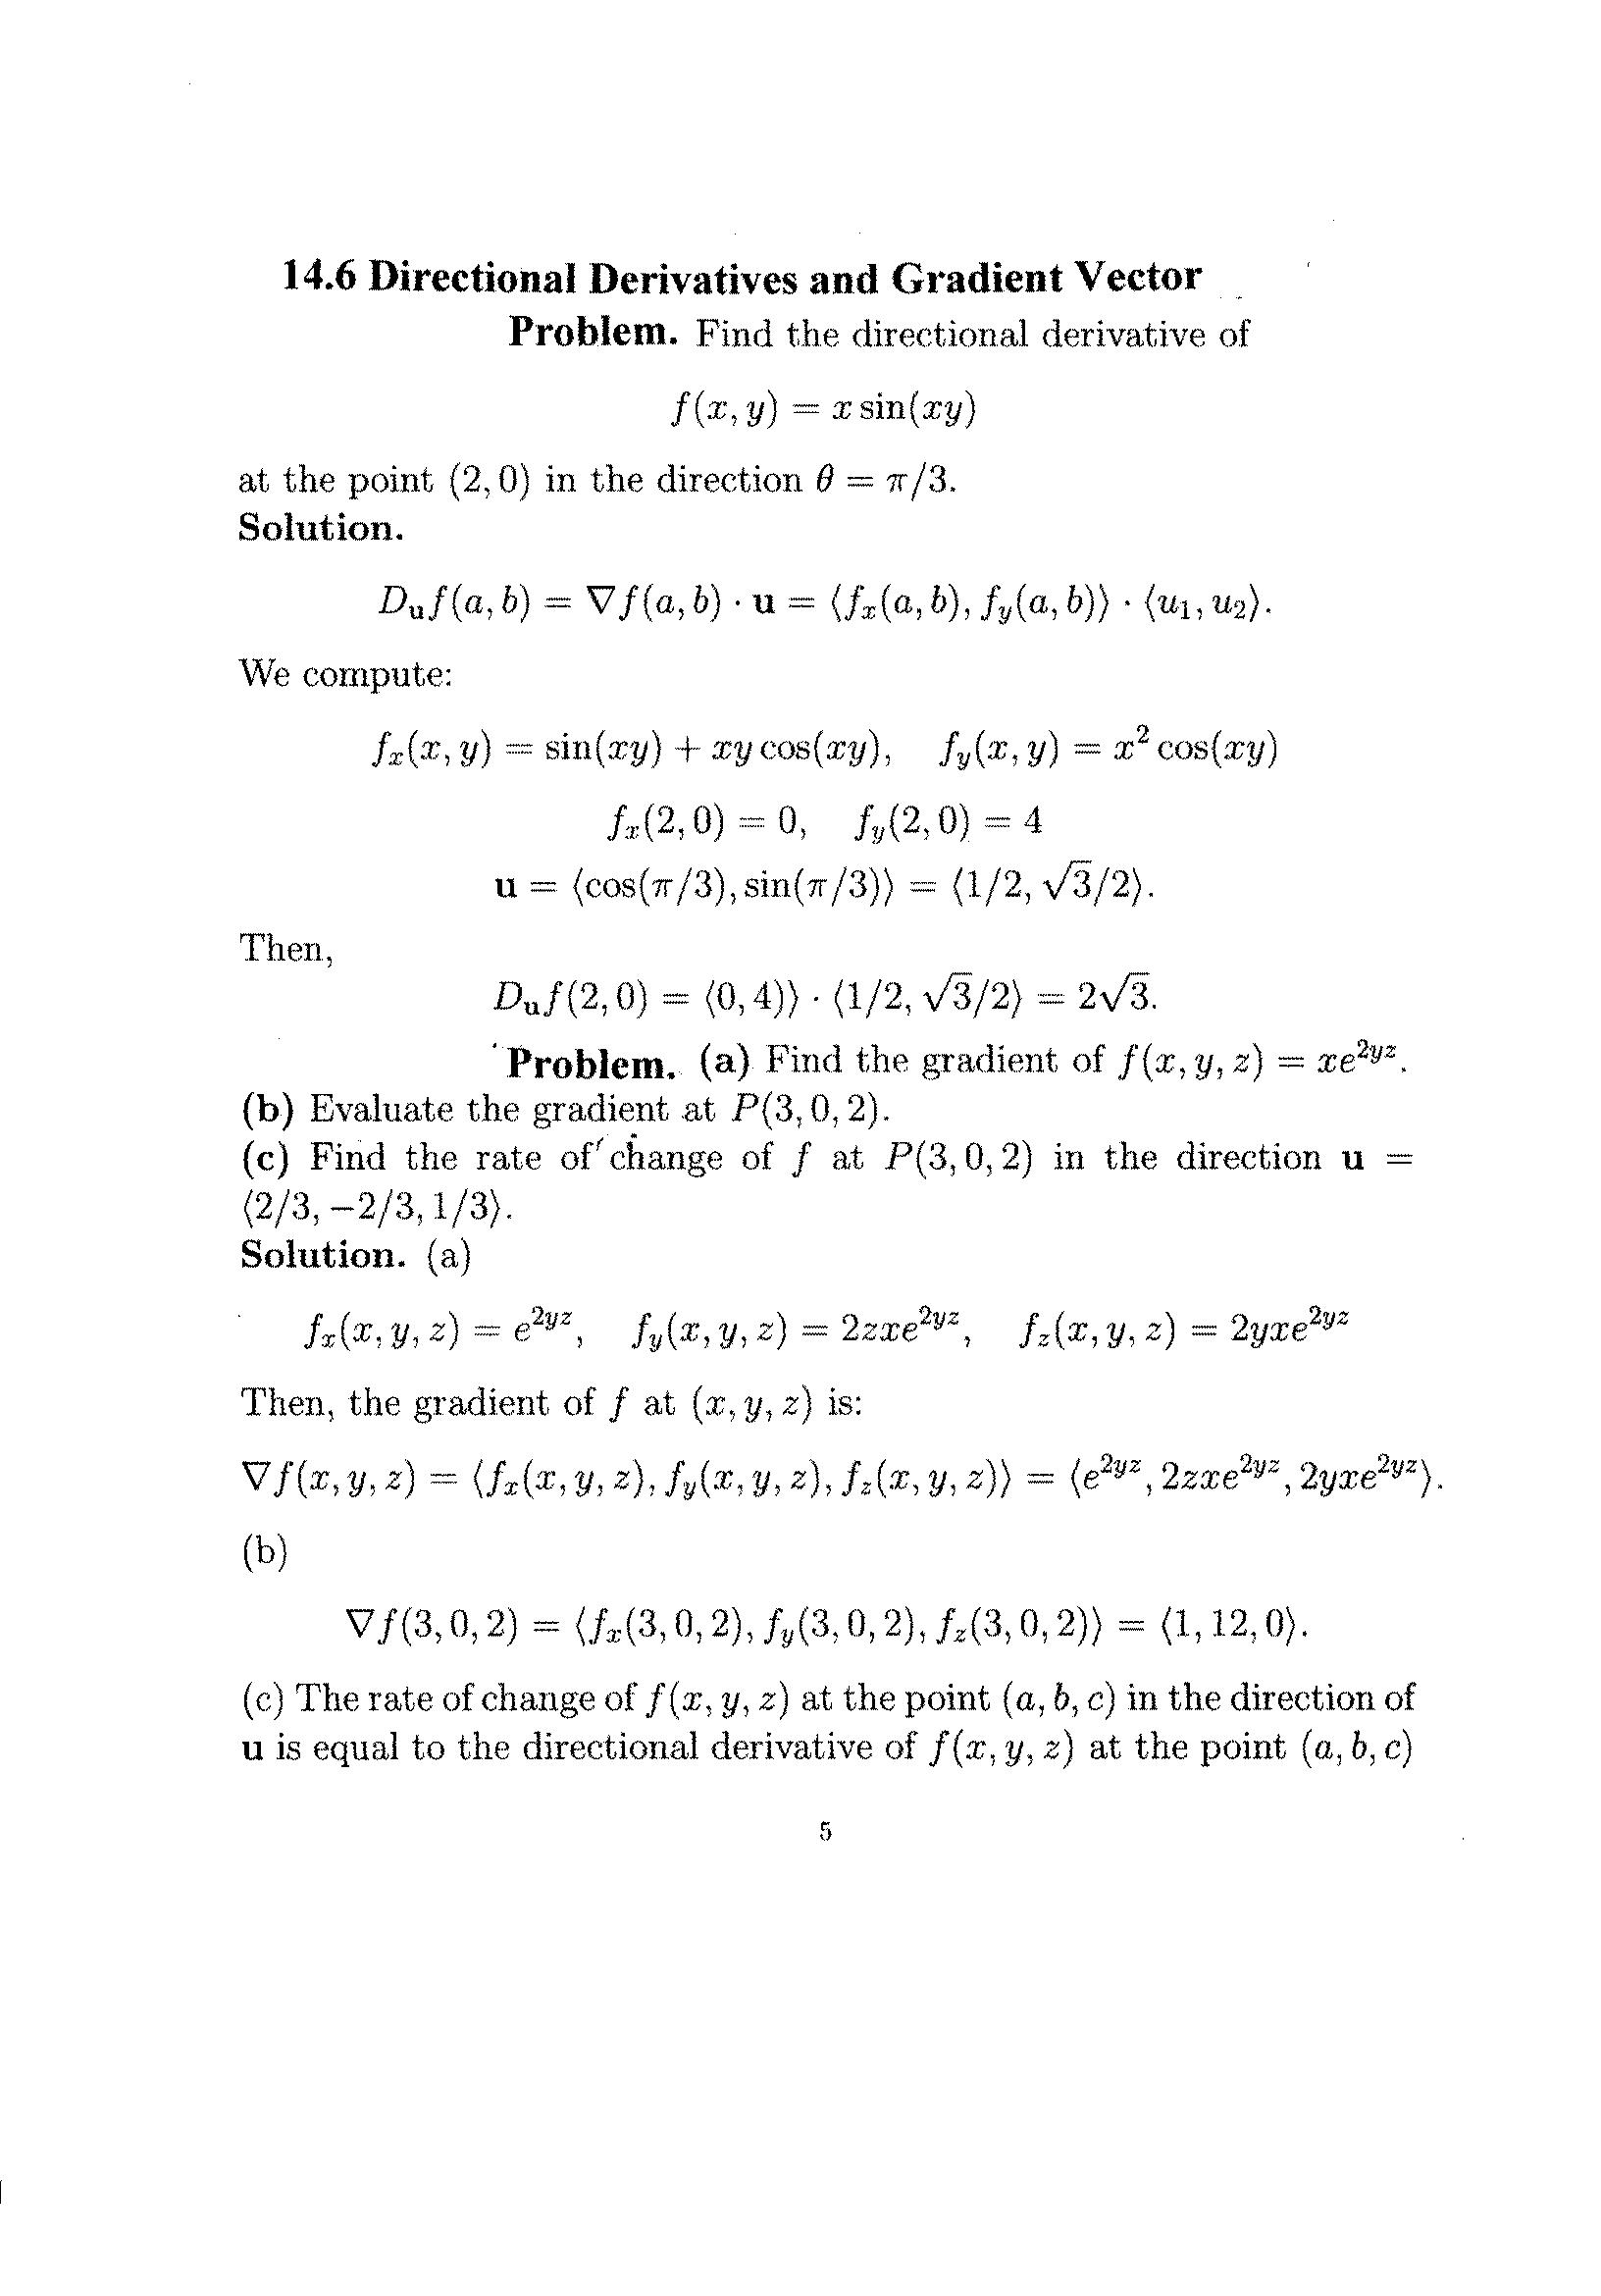 14.6 Directional Derivatives and Gradient Vector
Problem. Find the directional derivative of
f(x, y) = x sin(xy)
at the point (2, 0) in the direction θ = π/3.
Solution.
D_u f(a, b) = ∇f(a, b) · u = ⟨f_x(a, b), f_y(a, b)⟩ · ⟨u_1, u_2⟩.
We compute:
f_x(x, y) = sin(xy) + xy cos(xy), f_y(x, y) = x² cos(xy)
f_x(2, 0) = 0, f_y(2, 0) = 4
u = ⟨cos(π/3), sin(π/3)⟩ = ⟨1/2, √3/2⟩.
Then,
D_u f(2, 0) = ⟨0, 4)⟩ · ⟨1/2, √3/2⟩ = 2√3.
Problem. (a) Find the gradient of f(x, y, z) = xe^{2yz}.
(b) Evaluate the gradient at P(3, 0, 2).
(c) Find the rate of change of f at P(3, 0, 2) in the direction u =
⟨2/3, −2/3, 1/3⟩.
Solution. (a)
f_x(x, y, z) = e^{2yz}, f_y(x, y, z) = 2zxe^{2yz}, f_z(x, y, z) = 2yxe^{2yz}
Then, the gradient of f at (x, y, z) is:
∇f(x, y, z) = ⟨f_x(x, y, z), f_y(x, y, z), f_z(x, y, z)⟩ = ⟨e^{2yz}, 2zxe^{2yz}, 2yxe^{2yz}⟩.
(b)
∇f(3, 0, 2) = ⟨f_x(3, 0, 2), f_y(3, 0, 2), f_z(3, 0, 2)⟩ = ⟨1, 12, 0⟩.
(c) The rate of change of f(x, y, z) at the point (a, b, c) in the direction of
u is equal to the directional derivative of f(x, y, z) at the point (a, b, c)
5